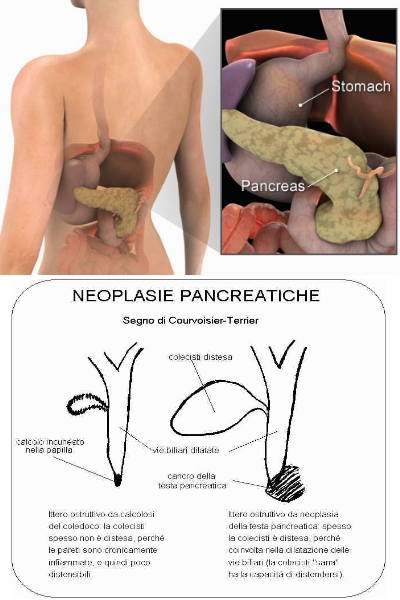 Stomach
Pancreas
NEOPLASIE PANCREATICHE
Segno di Courvoisier-Terrier
colecisti distesa
calcolo incuneato
nella papilla
vie biliari dilatate
cancro della
testa pancreatica
Ittero ostruttivo da calcolosi
del coledoco: la colecisti
spesso non è distesa, perché
le pareti sono cronicamente
infiammate, e quindi poco
distensibili
Ittero ostruttivo da neoplasia
della testa pancreatica: spesso
la colecisti è distesa, perché
coinvolta nella dilatazione delle
vie biliari (la colecisti "sana"
ha la capacità di distendersi).